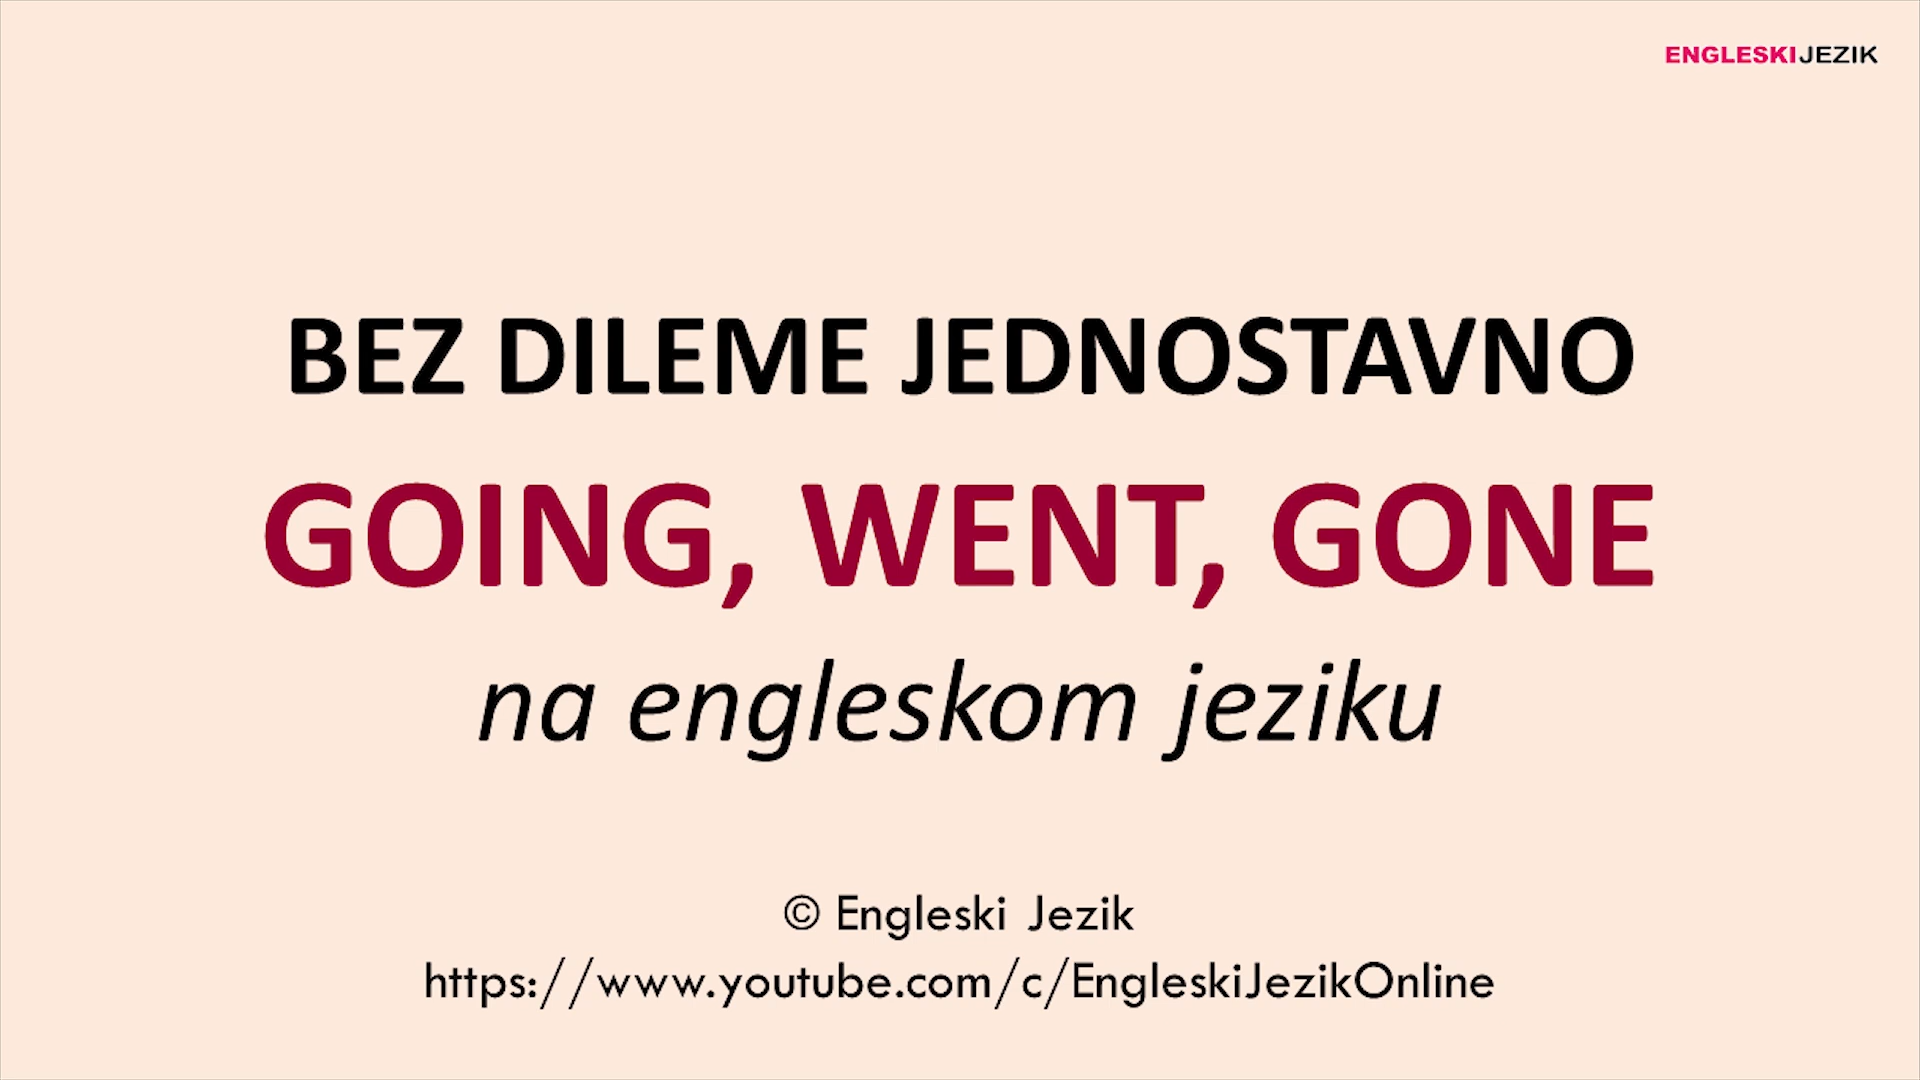 ENGLESKIJEZIK
BEZ DILEME JEDNOSTAVNO
GOING, WENT, GONE
na engleskom jeziku
© Engleski Jezik
https://www.youtube.com/c/EngleskiJezikOnline